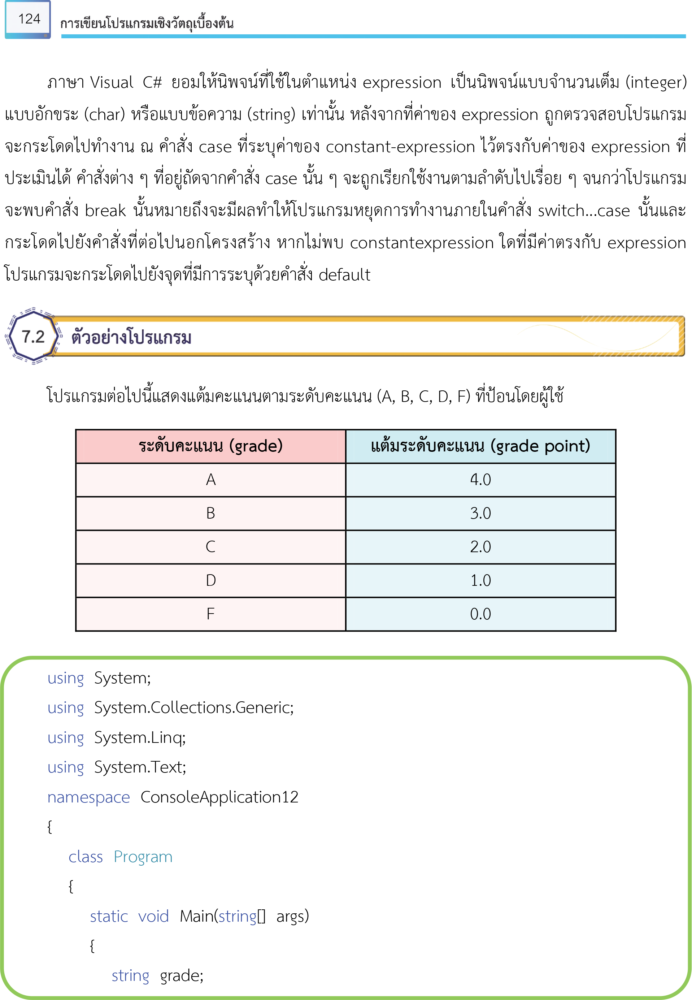 124
การเขียนโปรแกรมเชิงวัตถุเบื้องต้น
ภาษา Visual C# ยอมให้นิพจน์ที่ใช้ในตำแหน่ง expression เป็นนิพจน์แบบจำนวนเต็ม (integer)
แบบอักขระ (char) หรือแบบข้อความ (string) เท่านั้น หลังจากที่ค่าของ expression ถูกตรวจสอบโปรแกรม
จะกระโดดไปทำงาน ณ คำสั่ง case ที่ระบุค่าของ constant-expression ไว้ตรงกับค่าของ expression ที่
ประเมินได้ คำสั่งต่าง ๆ ที่อยู่ถัดจากคำสั่ง case นั้น ๆ จะถูกเรียกใช้งานตามลำดับไปเรื่อย ๆ จนกว่าโปรแกรม
จะพบคำสั่ง break นั้นหมายถึงจะมีผลทำให้โปรแกรมหยุดการทำงานภายในคำสั่ง switch...case นั้นและ
กระโดดไปยังคำสั่งที่ต่อไปนอกโครงสร้าง หากไม่พบ constantexpression ใดที่มีค่าตรงกับ expression
โปรแกรมจะกระโดดไปยังจุดที่มีการระบุด้วยคำสั่ง default
7.2 ตัวอย่างโปรแกรม
โปรแกรมต่อไปนี้แสดงแต้มคะแนนตามระดับคะแนน (A, B, C, D, F) ที่ป้อนโดยผู้ใช้
ระดับคะแนน (grade) แต้มระดับคะแนน (grade point)
A 4.0
B 3.0
C 2.0
D 1.0
F 0.0
using System;
using System.Collections.Generic;
using System.Linq;
using System.Text;
namespace ConsoleApplication12
{
class Program
{
static void Main(string[] args)
{
string grade;